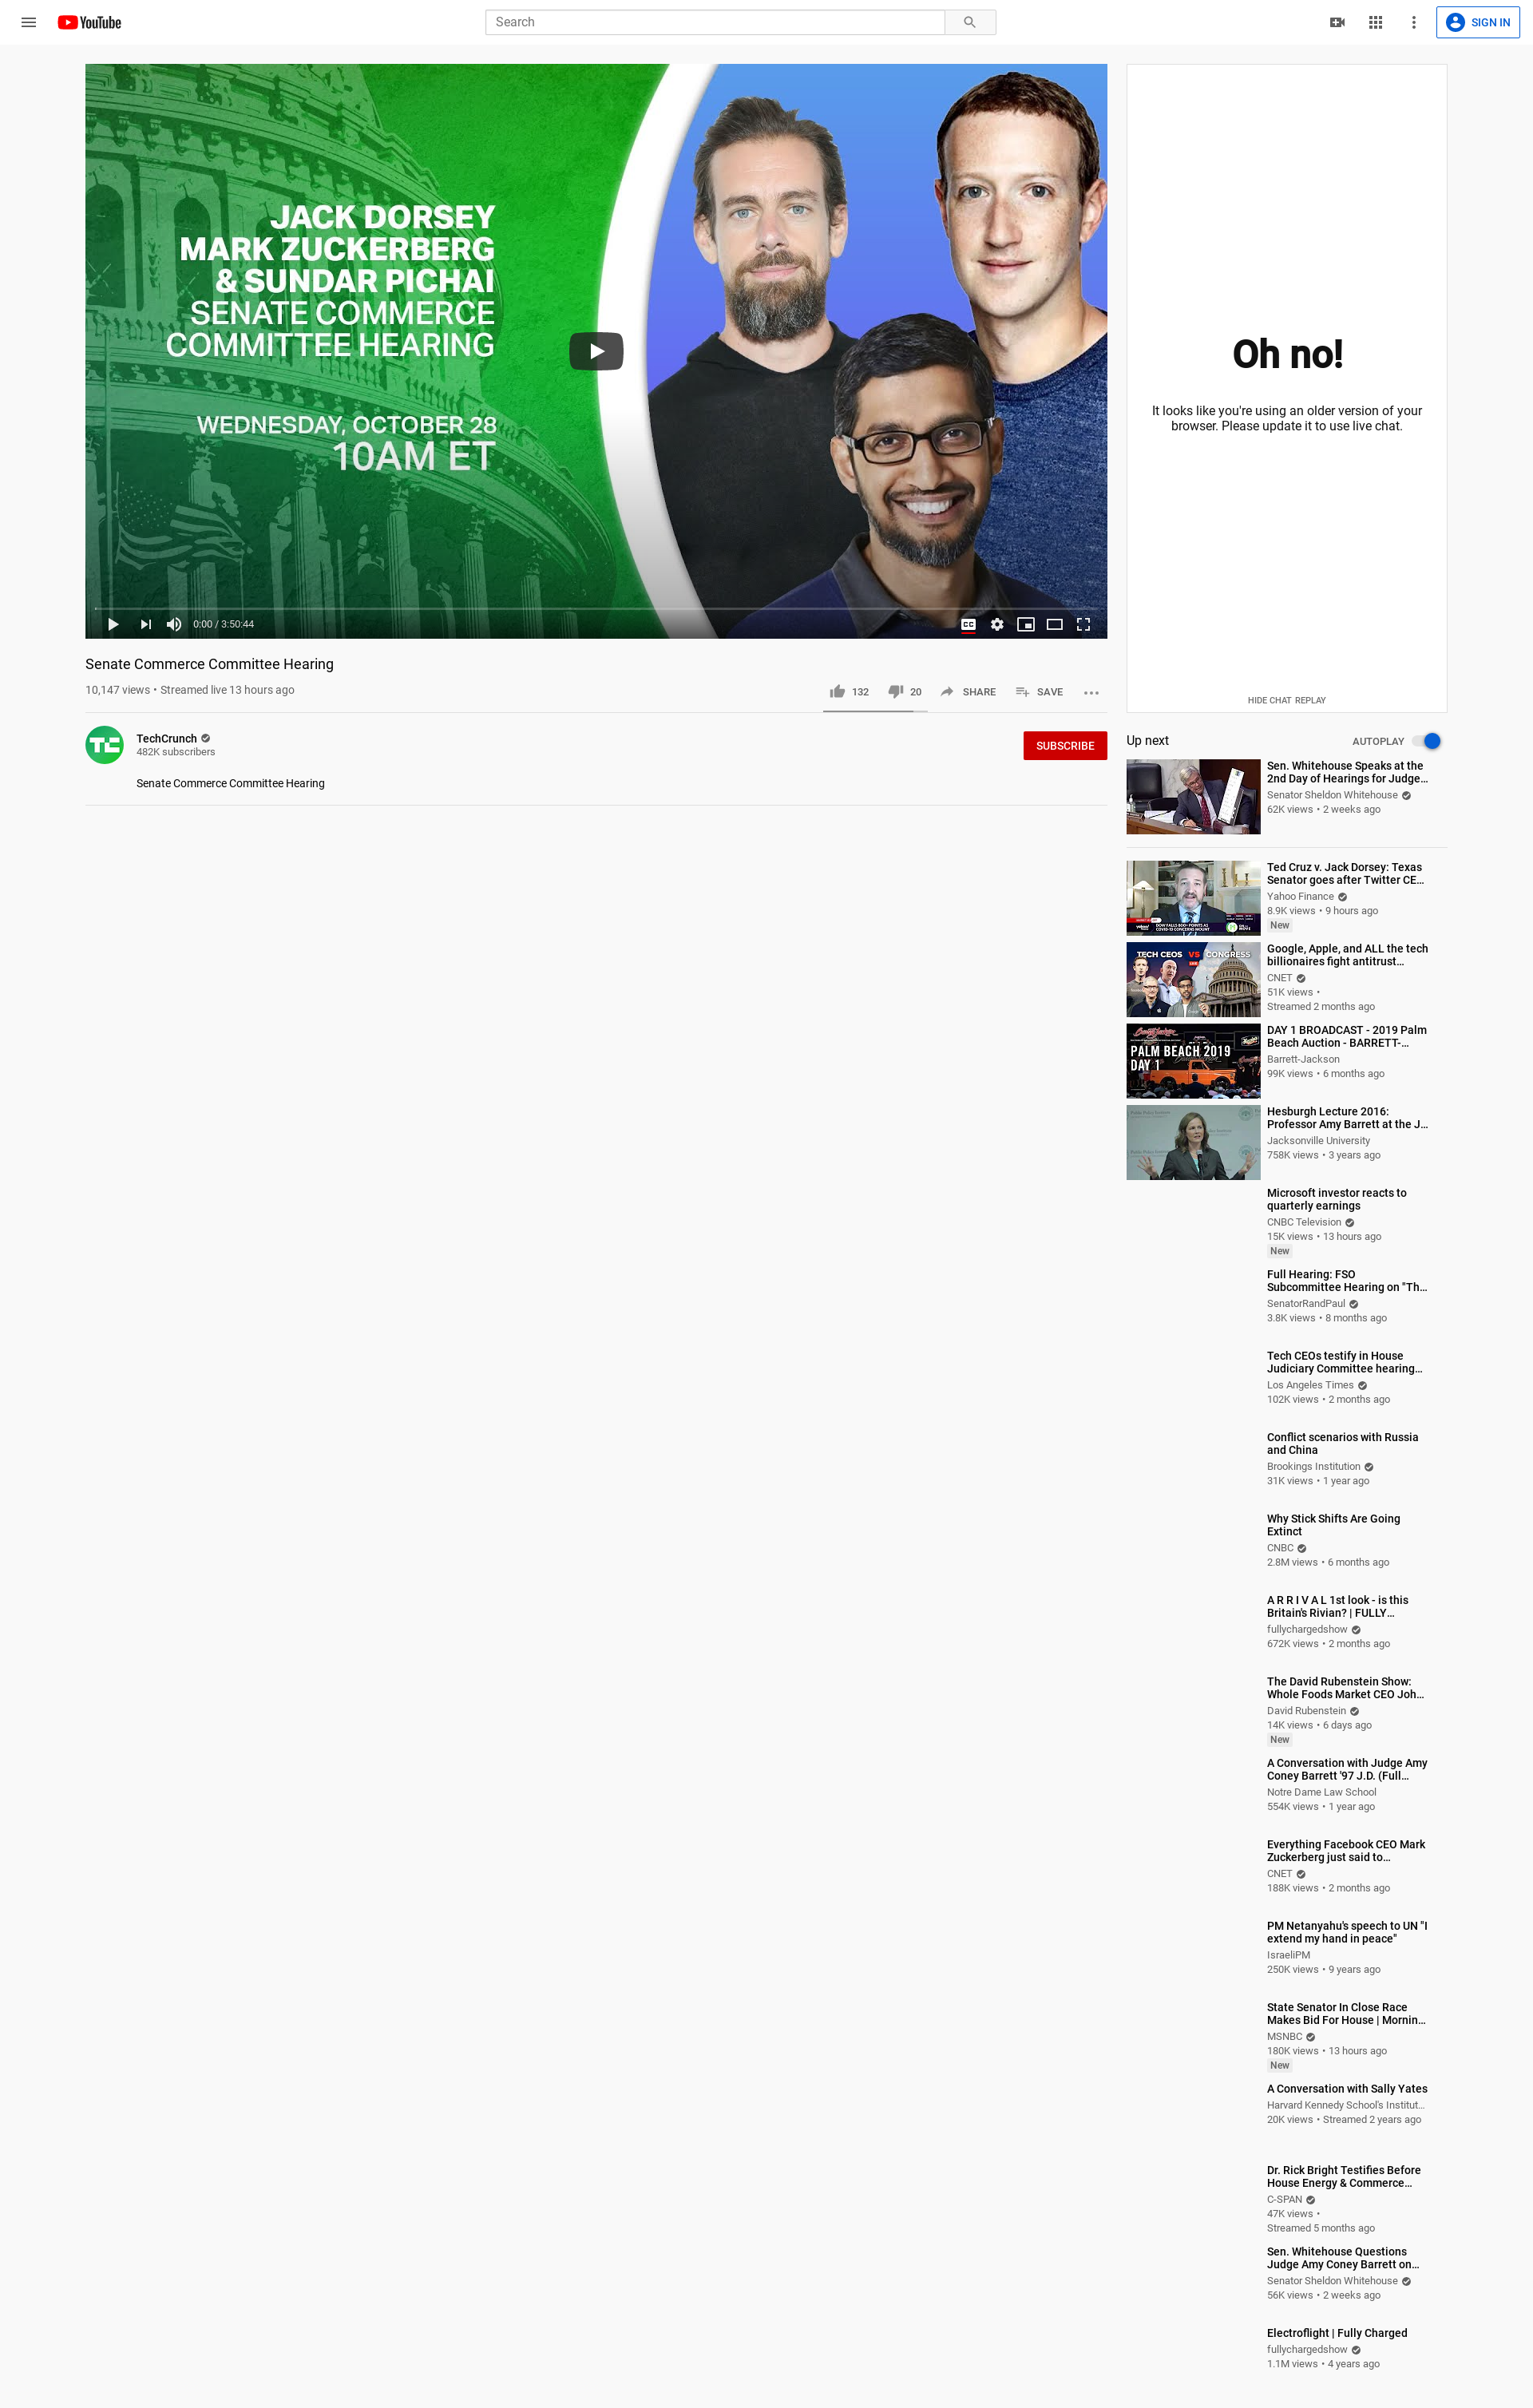 YouTube
Search
SIGN IN
JACK DORSEY
MARK ZUCKERBERG
& SUNDAR PICHAI
SENATE COMMERCE
COMMITTEE HEARING
WEDNESDAY, OCTOBER 28
10AM ET
0:00 / 3:50:44
CC
Oh no!
It looks like you're using an older version of your
browser. Please update it to use live chat.
HIDE CHAT REPLAY
Senate Commerce Committee Hearing
10,147 views • Streamed live 13 hours ago
132
20
SHARE
SAVE
TC
TechCrunch
482K subscribers
SUBSCRIBE
Senate Commerce Committee Hearing
Up next
AUTOPLAY
Sen. Whitehouse Speaks at the
2nd Day of Hearings for Judge...
Senator Sheldon Whitehouse
62K views • 2 weeks ago
Ted Cruz v. Jack Dorsey: Texas
Senator goes after Twitter CE...
Yahoo Finance
8.9K views • 9 hours ago
New
TECH CEOS VS CONGRESS
Google, Apple, and ALL the tech
billionaires fight antitrust...
CNET
51K views •
Streamed 2 months ago
PALM BEACH 2019
DAY 1
DAY 1 BROADCAST - 2019 Palm
Beach Auction - BARRETT-...
Barrett-Jackson
99K views • 6 months ago
Hesburgh Lecture 2016:
Professor Amy Barrett at the J...
Jacksonville University
758K views • 3 years ago
Microsoft investor reacts to
quarterly earnings
CNBC Television
15K views • 13 hours ago
New
Full Hearing: FSO
Subcommittee Hearing on "Th...
SenatorRandPaul
3.8K views • 8 months ago
Tech CEOs testify in House
Judiciary Committee hearing...
Los Angeles Times
102K views • 2 months ago
Conflict scenarios with Russia
and China
Brookings Institution
31K views • 1 year ago
Why Stick Shifts Are Going
Extinct
CNBC
2.8M views • 6 months ago
A R R I V A L 1st look - is this
Britain's Rivian? | FULLY...
fullychargedshow
672K views • 2 months ago
The David Rubenstein Show:
Whole Foods Market CEO Joh...
David Rubenstein
14K views • 6 days ago
New
A Conversation with Judge Amy
Coney Barrett '97 J.D. (Full...
Notre Dame Law School
554K views • 1 year ago
Everything Facebook CEO Mark
Zuckerberg just said to...
CNET
188K views • 2 months ago
PM Netanyahu's speech to UN "I
extend my hand in peace"
IsraeliPM
250K views • 9 years ago
State Senator In Close Race
Makes Bid For House | Mornin...
MSNBC
180K views • 13 hours ago
New
A Conversation with Sally Yates
Harvard Kennedy School's Institut...
20K views • Streamed 2 years ago
Dr. Rick Bright Testifies Before
House Energy & Commerce...
C-SPAN
47K views •
Streamed 5 months ago
Sen. Whitehouse Questions
Judge Amy Coney Barrett on...
Senator Sheldon Whitehouse
56K views • 2 weeks ago
Electroflight | Fully Charged
fullychargedshow
1.1M views • 4 years ago